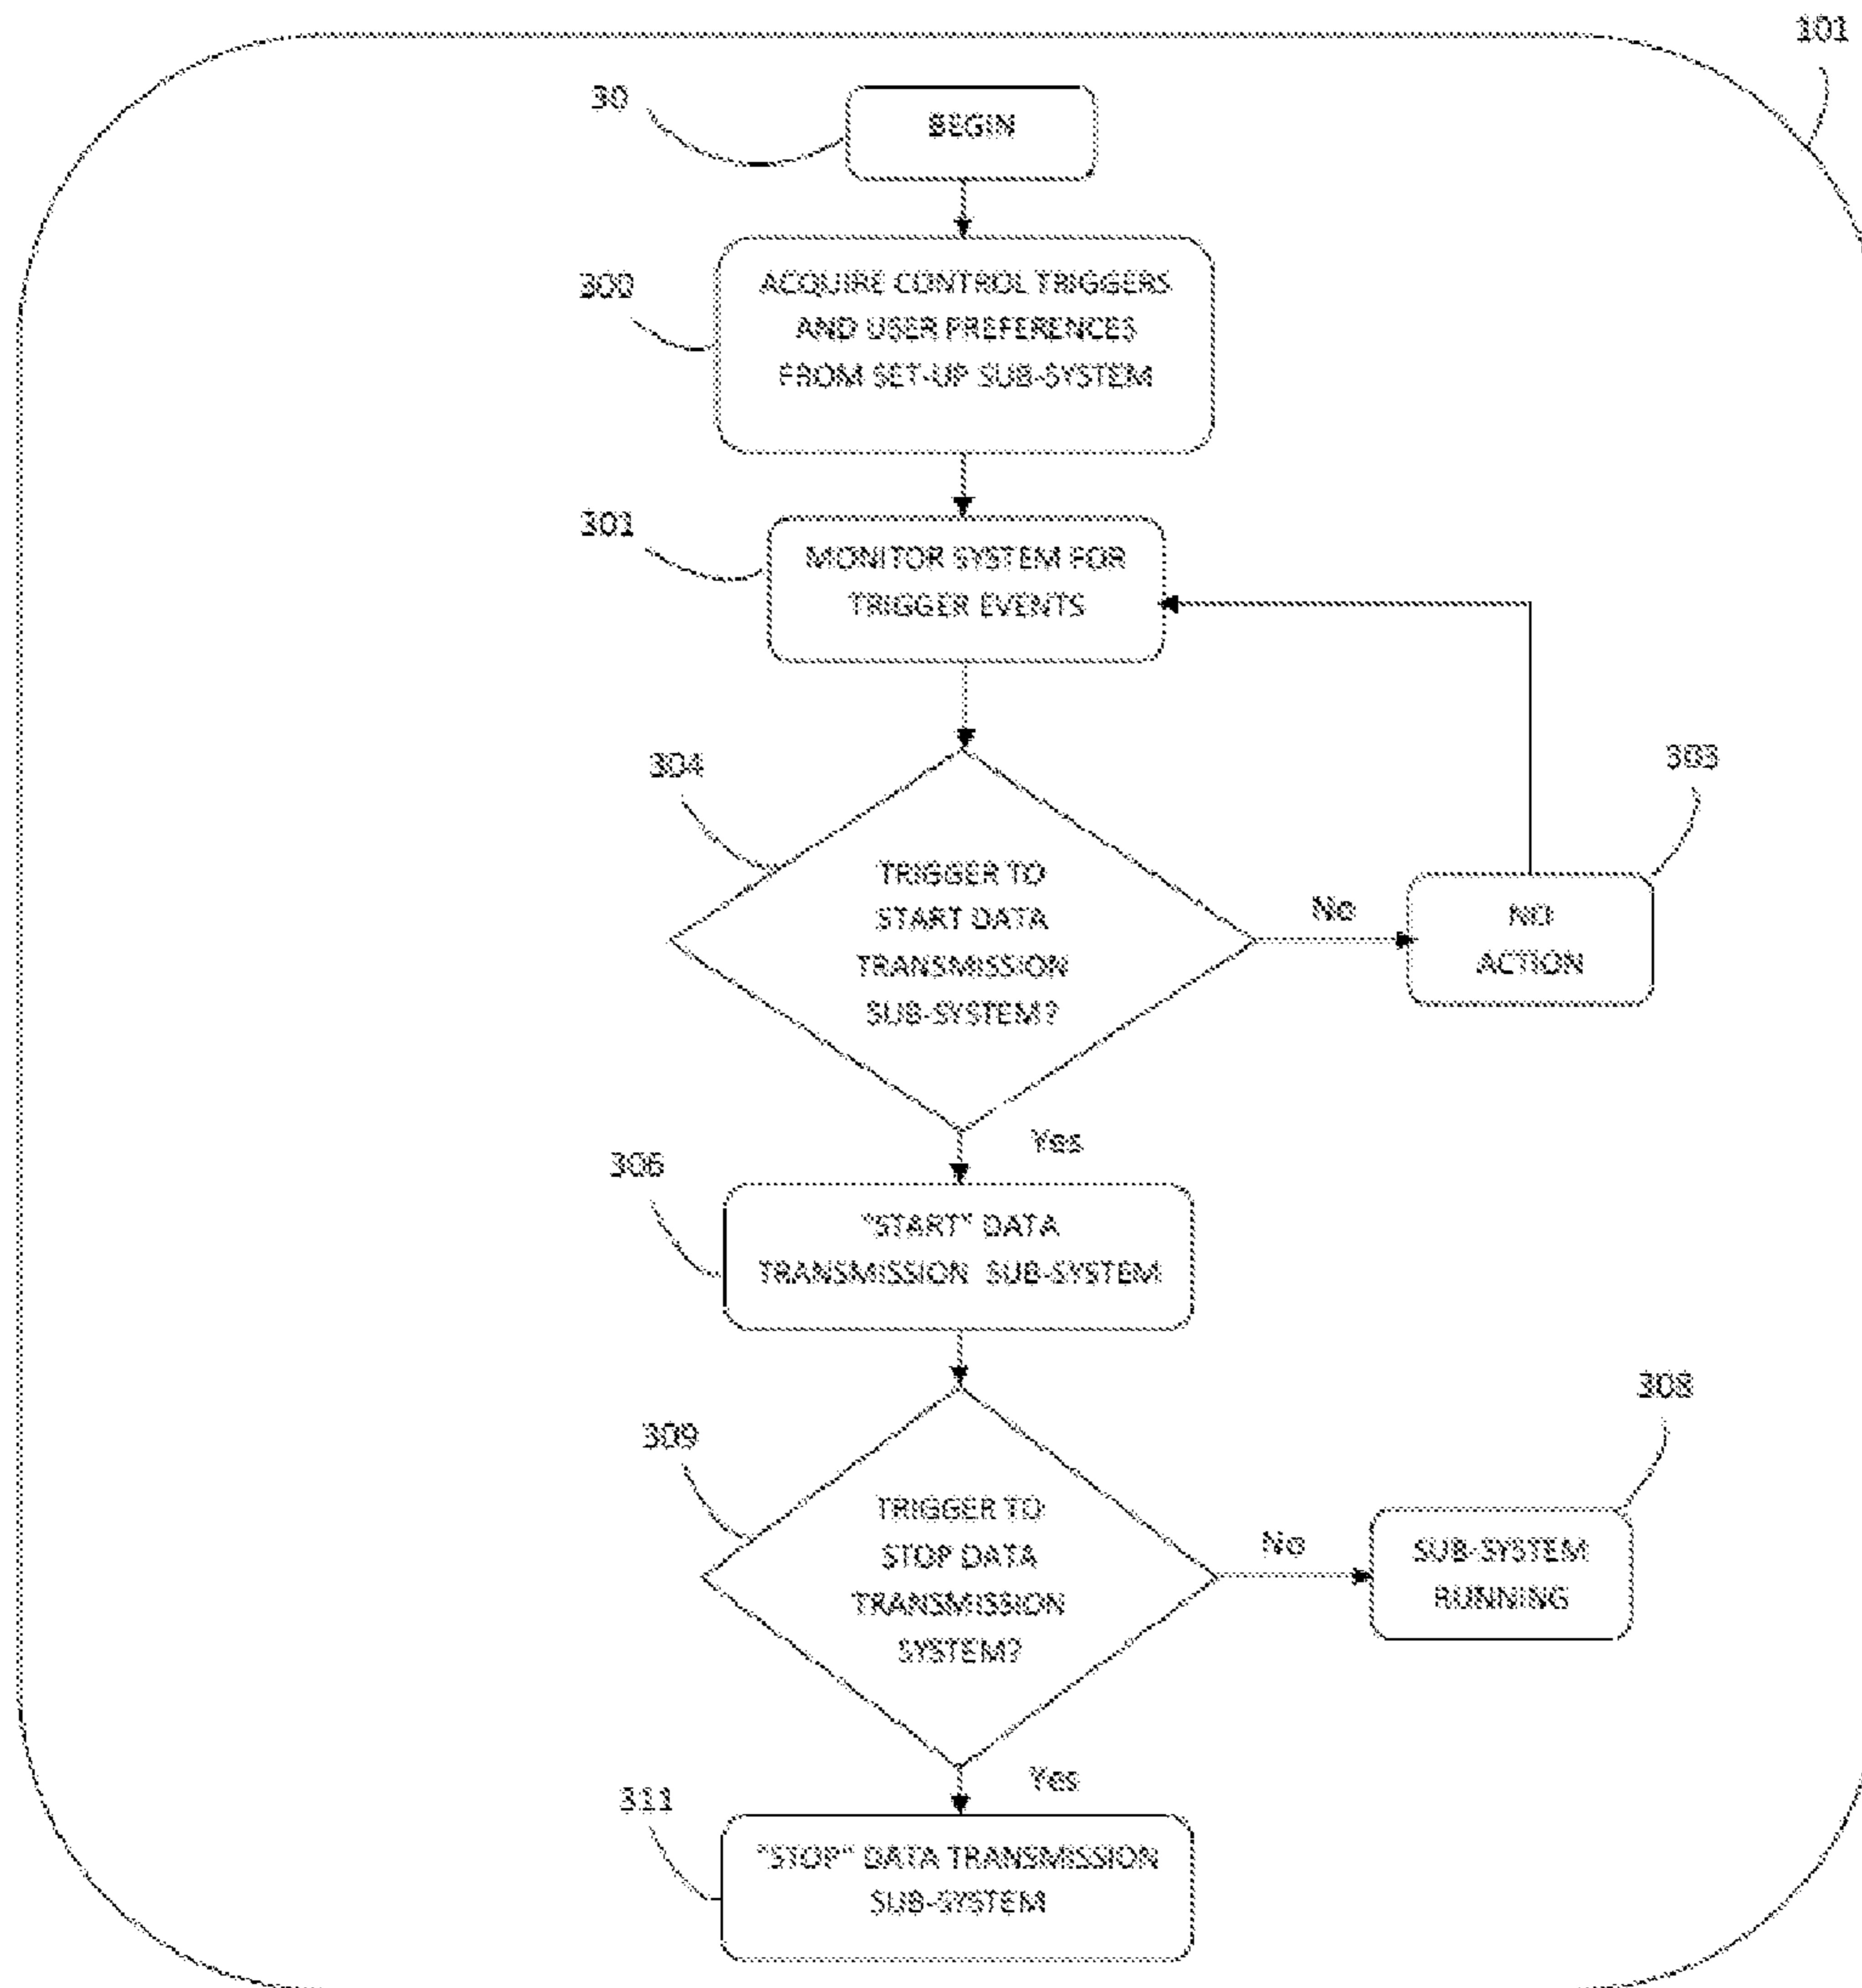 101
30
BEGIN
300
ACQUIRE CONTROL TRIGGERS
AND USER PREFERENCES
FROM SET-UP SUB-SYSTEM
301
MONITOR SYSTEM FOR
TRIGGER EVENTS
304
TRIGGER TO
START DATA
TRANSMISSION
SUB-SYSTEM?
No
303
NO
ACTION
Yes
306
"START" DATA
TRANSMISSION SUB-SYSTEM
309
TRIGGER TO
STOP DATA
TRANSMISSION
SYSTEM?
No
308
SUB-SYSTEM
RUNNING
Yes
311
"STOP" DATA TRANSMISSION
SUB-SYSTEM